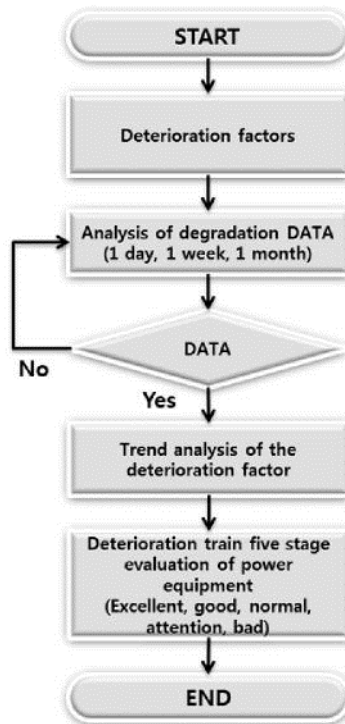 START
Deterioration factors
Analysis of degradation DATA
(1 day, 1 week, 1 month)
DATA
No
Yes
Trend analysis of the
deterioration factor
Deterioration train five stage
evaluation of power
equipment
(Excellent, good, normal,
attention, bad)
END